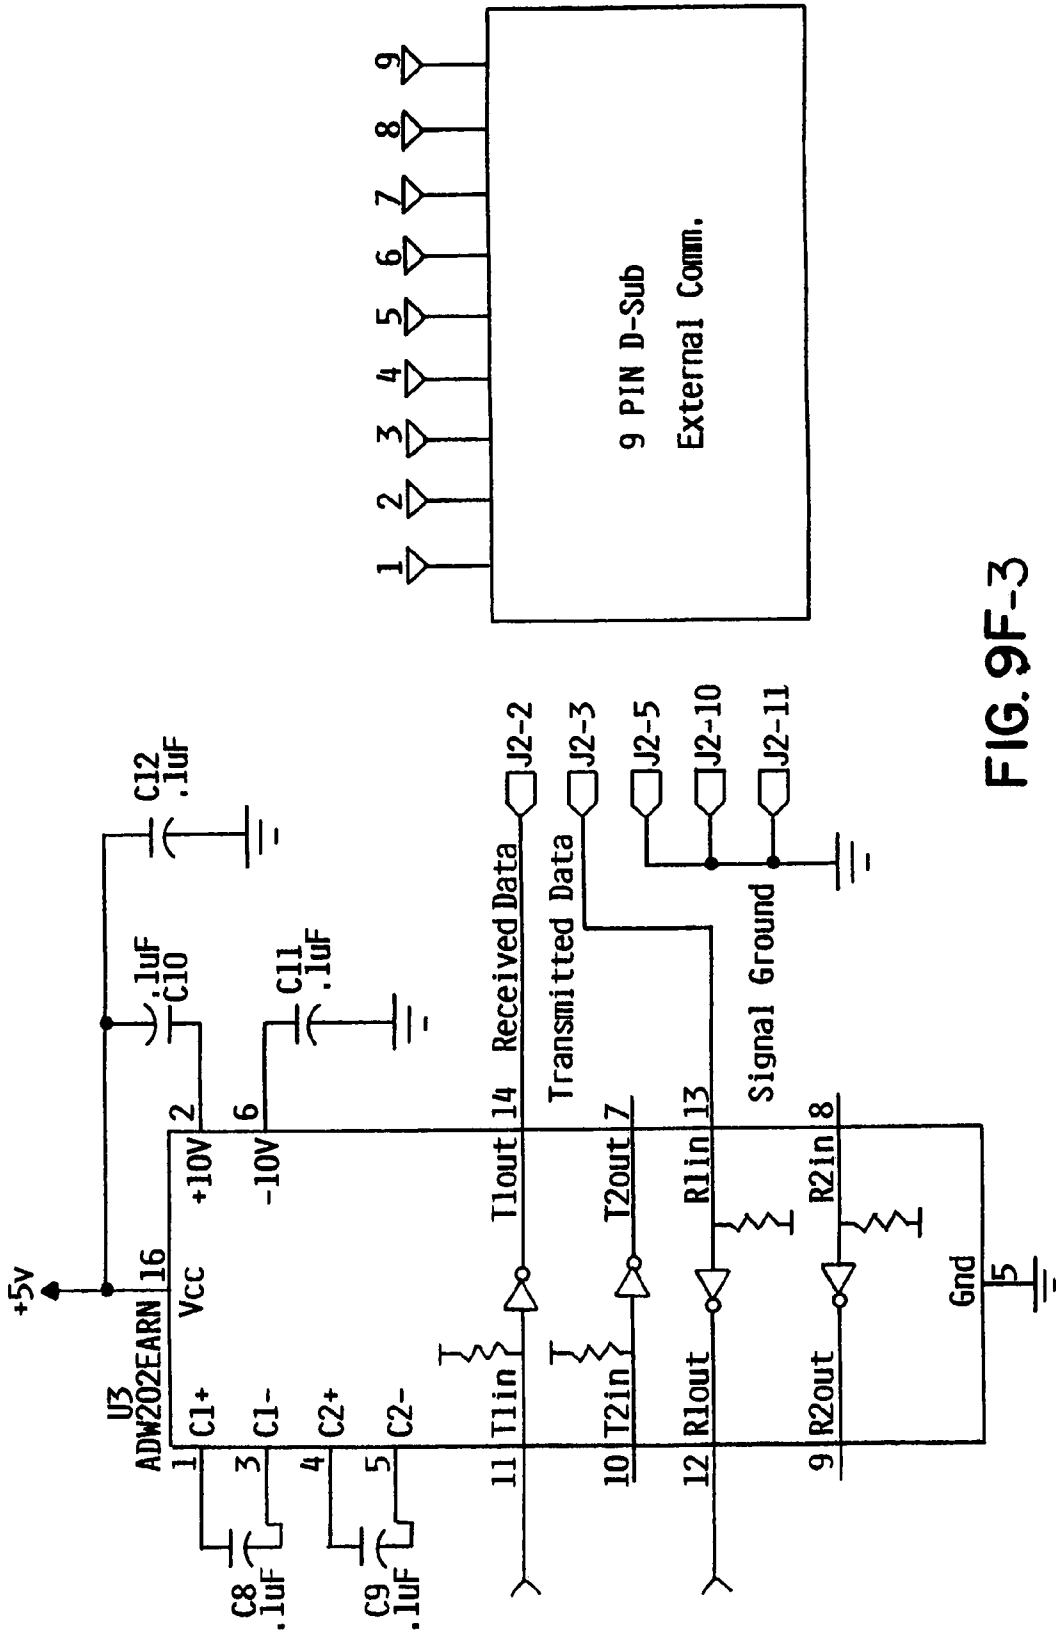 +5v
U3
ADW202EARN
16
Vcc
1
C1+
3
C1-
4
C2+
5
C2-
C8
.1uF
C9
.1uF
+10V
2
-10V
6
.1uF
C10
C11
.1uF
C12
.1uF
11
T1in
T1out
14
Received Data
J2-2
10
T2in
T2out
7
Transmitted Data
J2-3
12
R1out
R1in
13
J2-5
J2-10
J2-11
Signal Ground
9
R2out
R2in
8
Gnd
5
1
2
3
4
5
6
7
8
9
9 PIN D-Sub
External Comm.
FIG. 9F-3